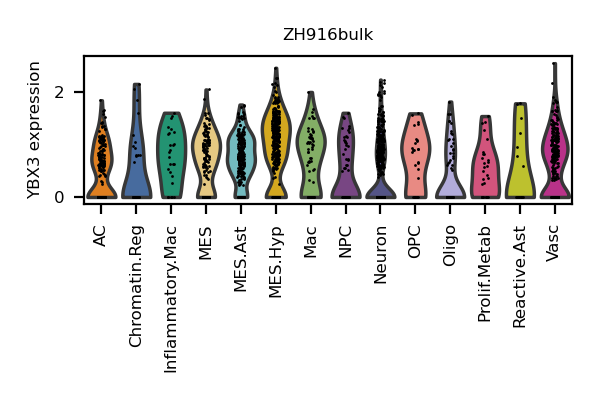 ZH916bulk
YBX3 expression
2
0
AC
Chromatin.Reg
Inflammatory.Mac
MES
MES.Ast
MES.Hyp
Mac
NPC
Neuron
OPC
Oligo
Prolif.Metab
Reactive.Ast
Vasc